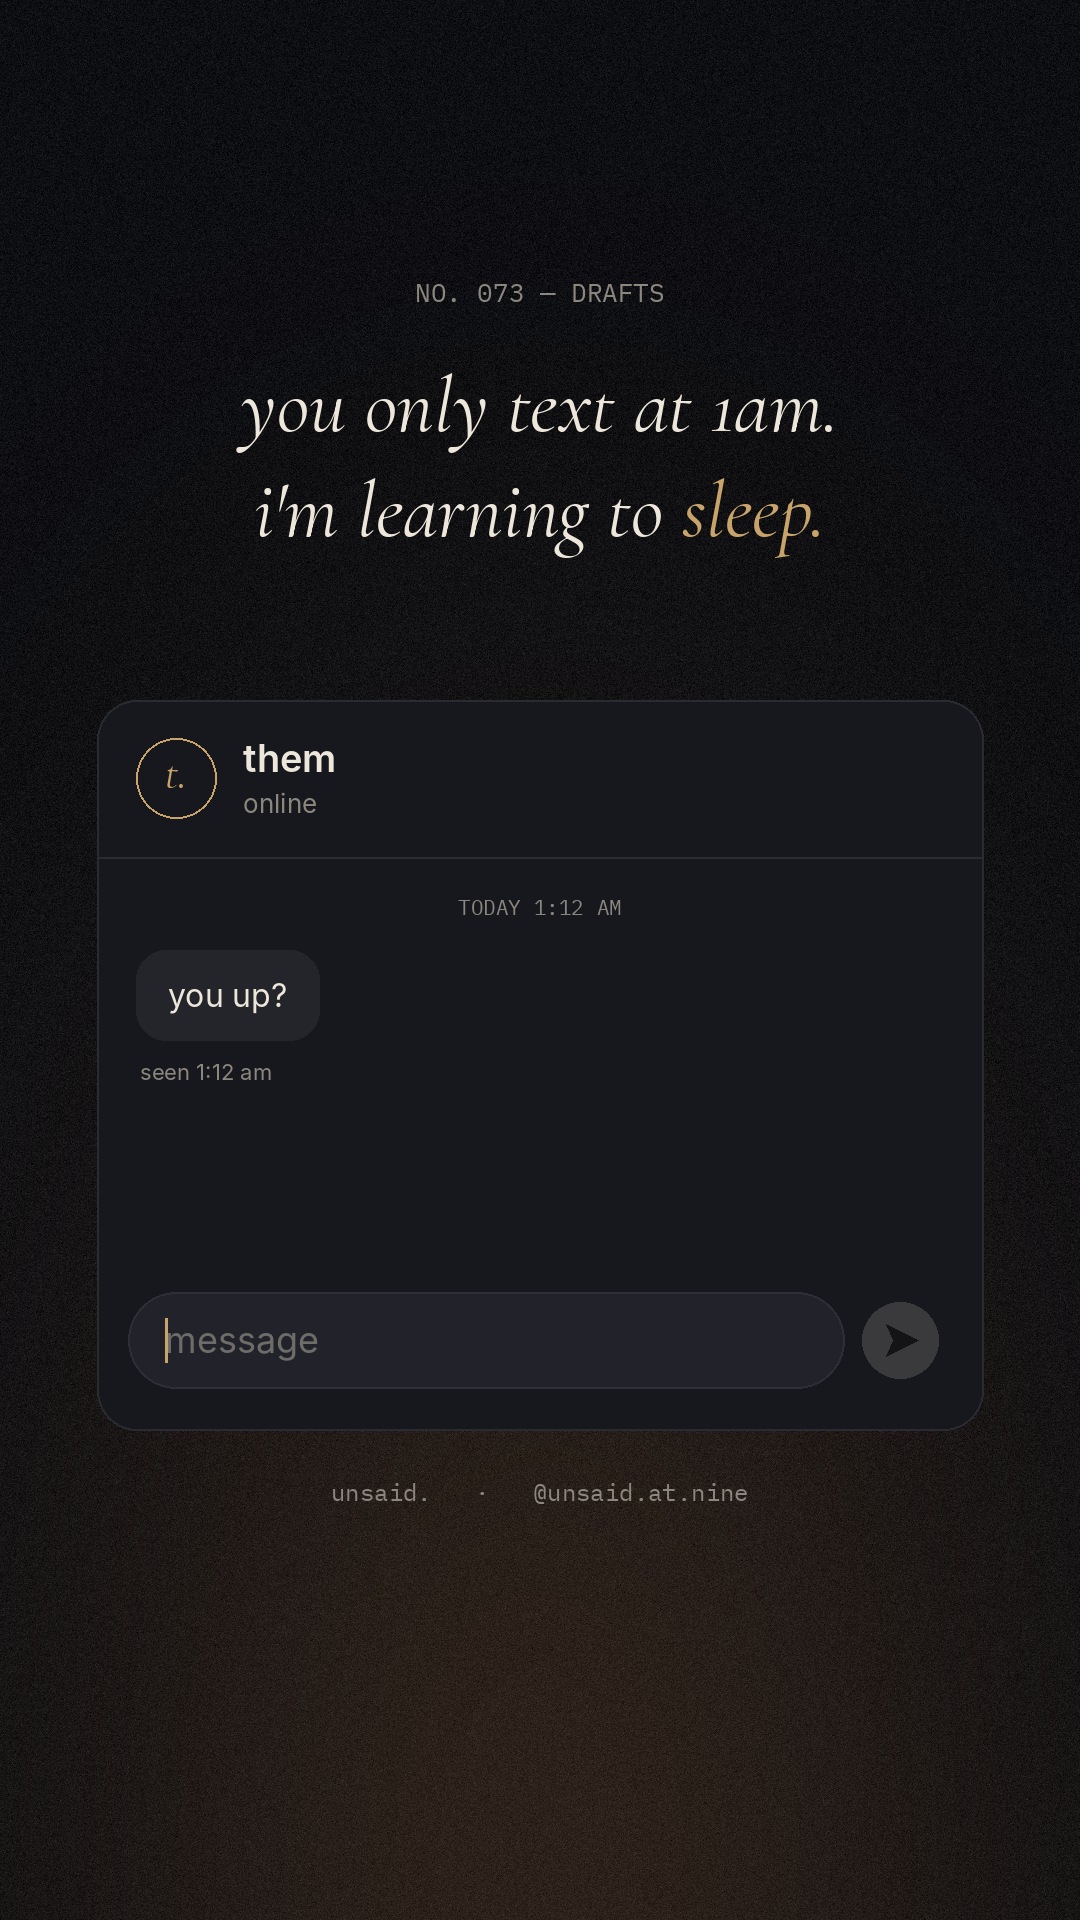 NO. 073 — DRAFTS
you only text at 1am.
i'm learning to sleep.
t.
them
online
TODAY 1:12 AM
you up?
seen 1:12 am
message
unsaid. · @unsaid.at.nine